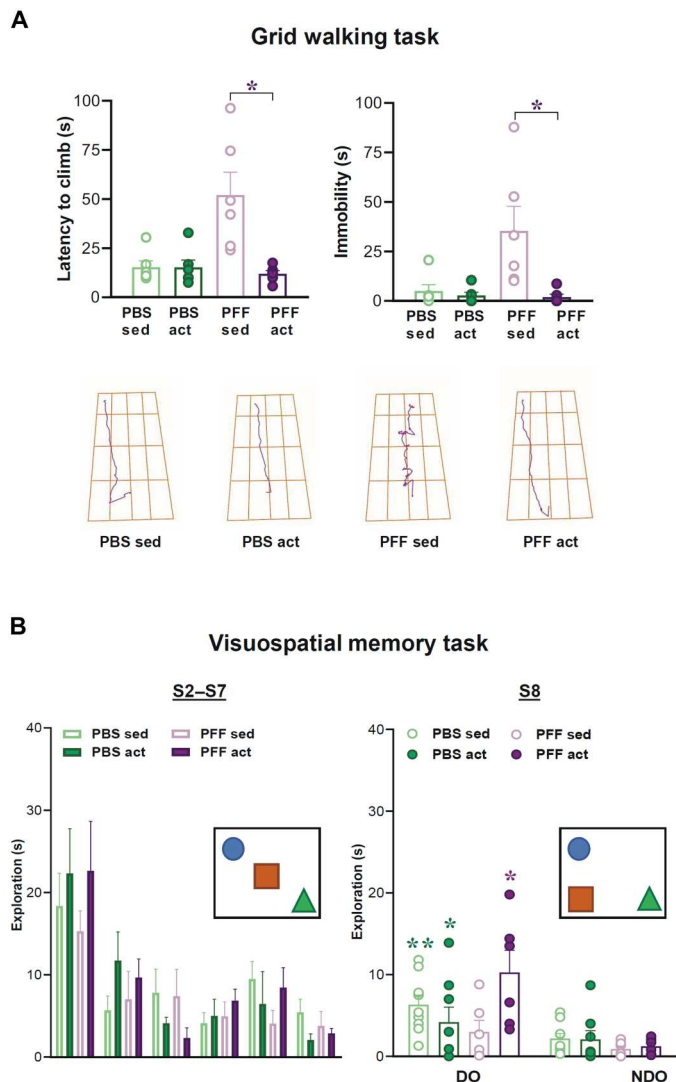 A
Grid walking task
*
*
Latency to climb (s)
100
75
50
25
0
PBS sed
PBS act
PFF sed
PFF act
Immobility (s)
100
75
50
25
0
PBS sed
PBS act
PFF sed
PFF act
PBS sed
PBS act
PFF sed
PFF act
B
Visuospatial memory task
S2–S7
Exploration (s)
40
30
20
10
0
PBS sed
PFF sed
PBS act
PFF act
S8
Exploration (s)
40
30
20
10
0
PBS sed
PFF sed
PBS act
PFF act
**
*
*
DO
NDO